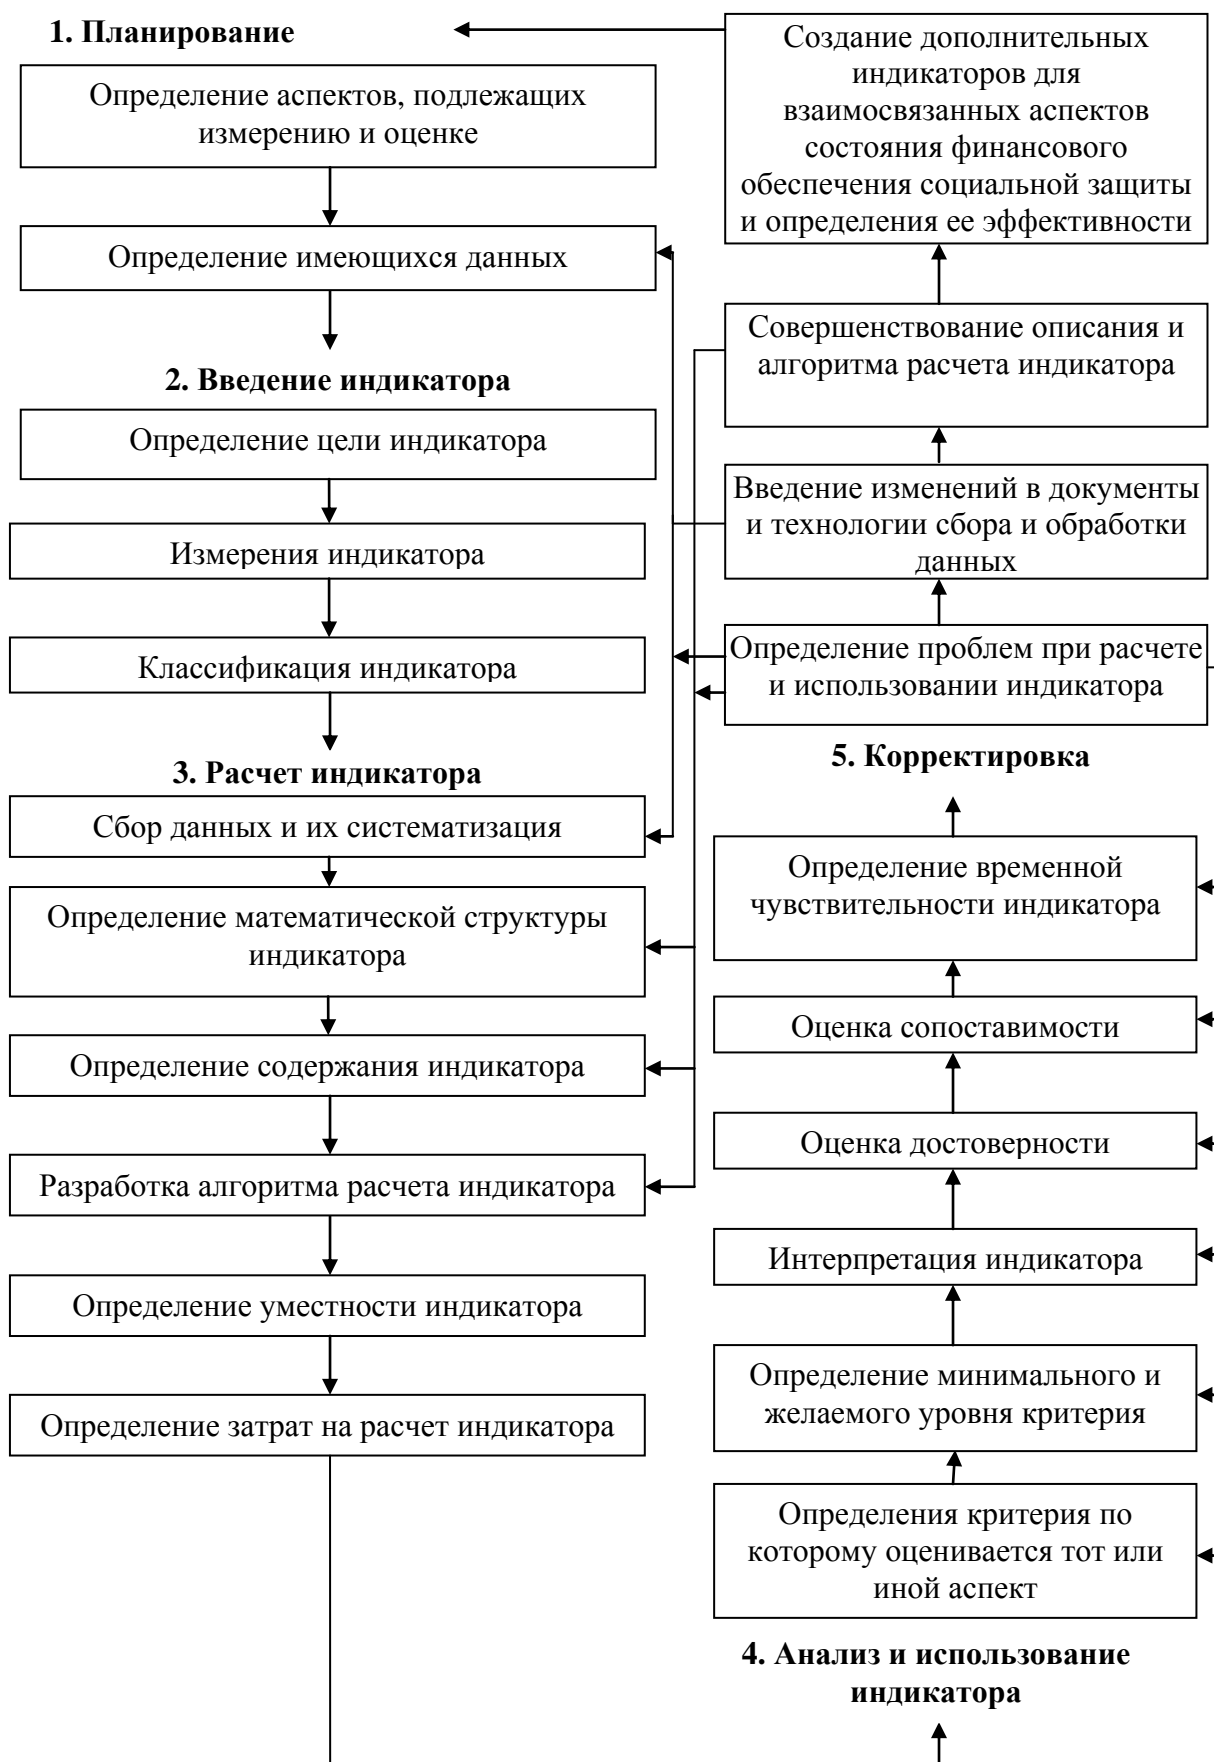 1. Планирование
Определение аспектов, подлежащих
измерению и оценке
Определение имеющихся данных
2. Введение индикатора
Определение цели индикатора
Измерения индикатора
Классификация индикатора
3. Расчет индикатора
Сбор данных и их систематизация
Определение математической структуры
индикатора
Определение содержания индикатора
Разработка алгоритма расчета индикатора
Определение уместности индикатора
Определение затрат на расчет индикатора
Создание дополнительных
индикаторов для
взаимосвязанных аспектов
состояния финансового
обеспечения социальной защиты
и определения ее эффективности
Совершенствование описания и
алгоритма расчета индикатора
Введение изменений в документы
и технологии сбора и обработки
данных
Определение проблем при расчете
и использовании индикатора
5. Корректировка
Определение временной
чувствительности индикатора
Оценка сопоставимости
Оценка достоверности
Интерпретация индикатора
Определение минимального и
желаемого уровня критерия
Определения критерия по
которому оценивается тот или
иной аспект
4. Анализ и использование
индикатора